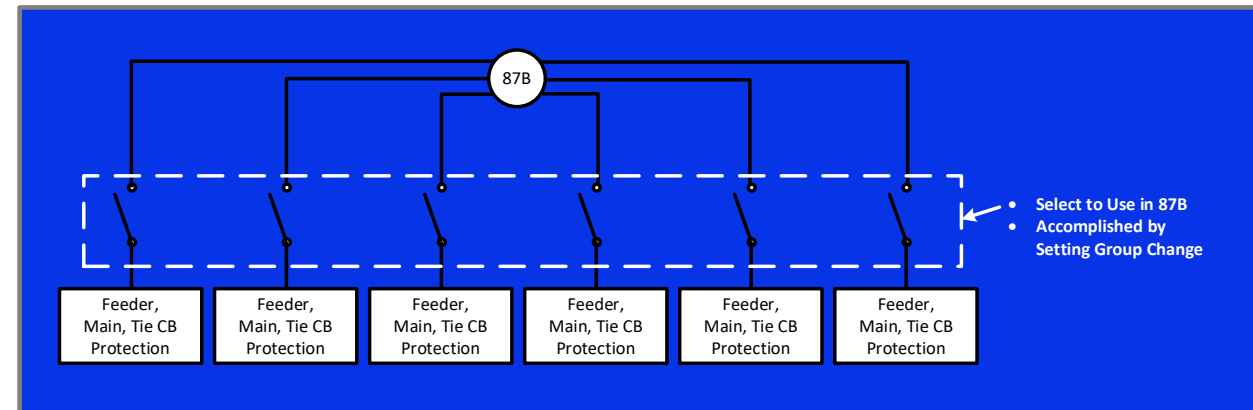 87B
• Select to Use in 87B
• Accomplished by
Setting Group Change
Feeder,
Main, Tie CB
Protection
Feeder,
Main, Tie CB
Protection
Feeder,
Main, Tie CB
Protection
Feeder,
Main, Tie CB
Protection
Feeder,
Main, Tie CB
Protection
Feeder,
Main, Tie CB
Protection